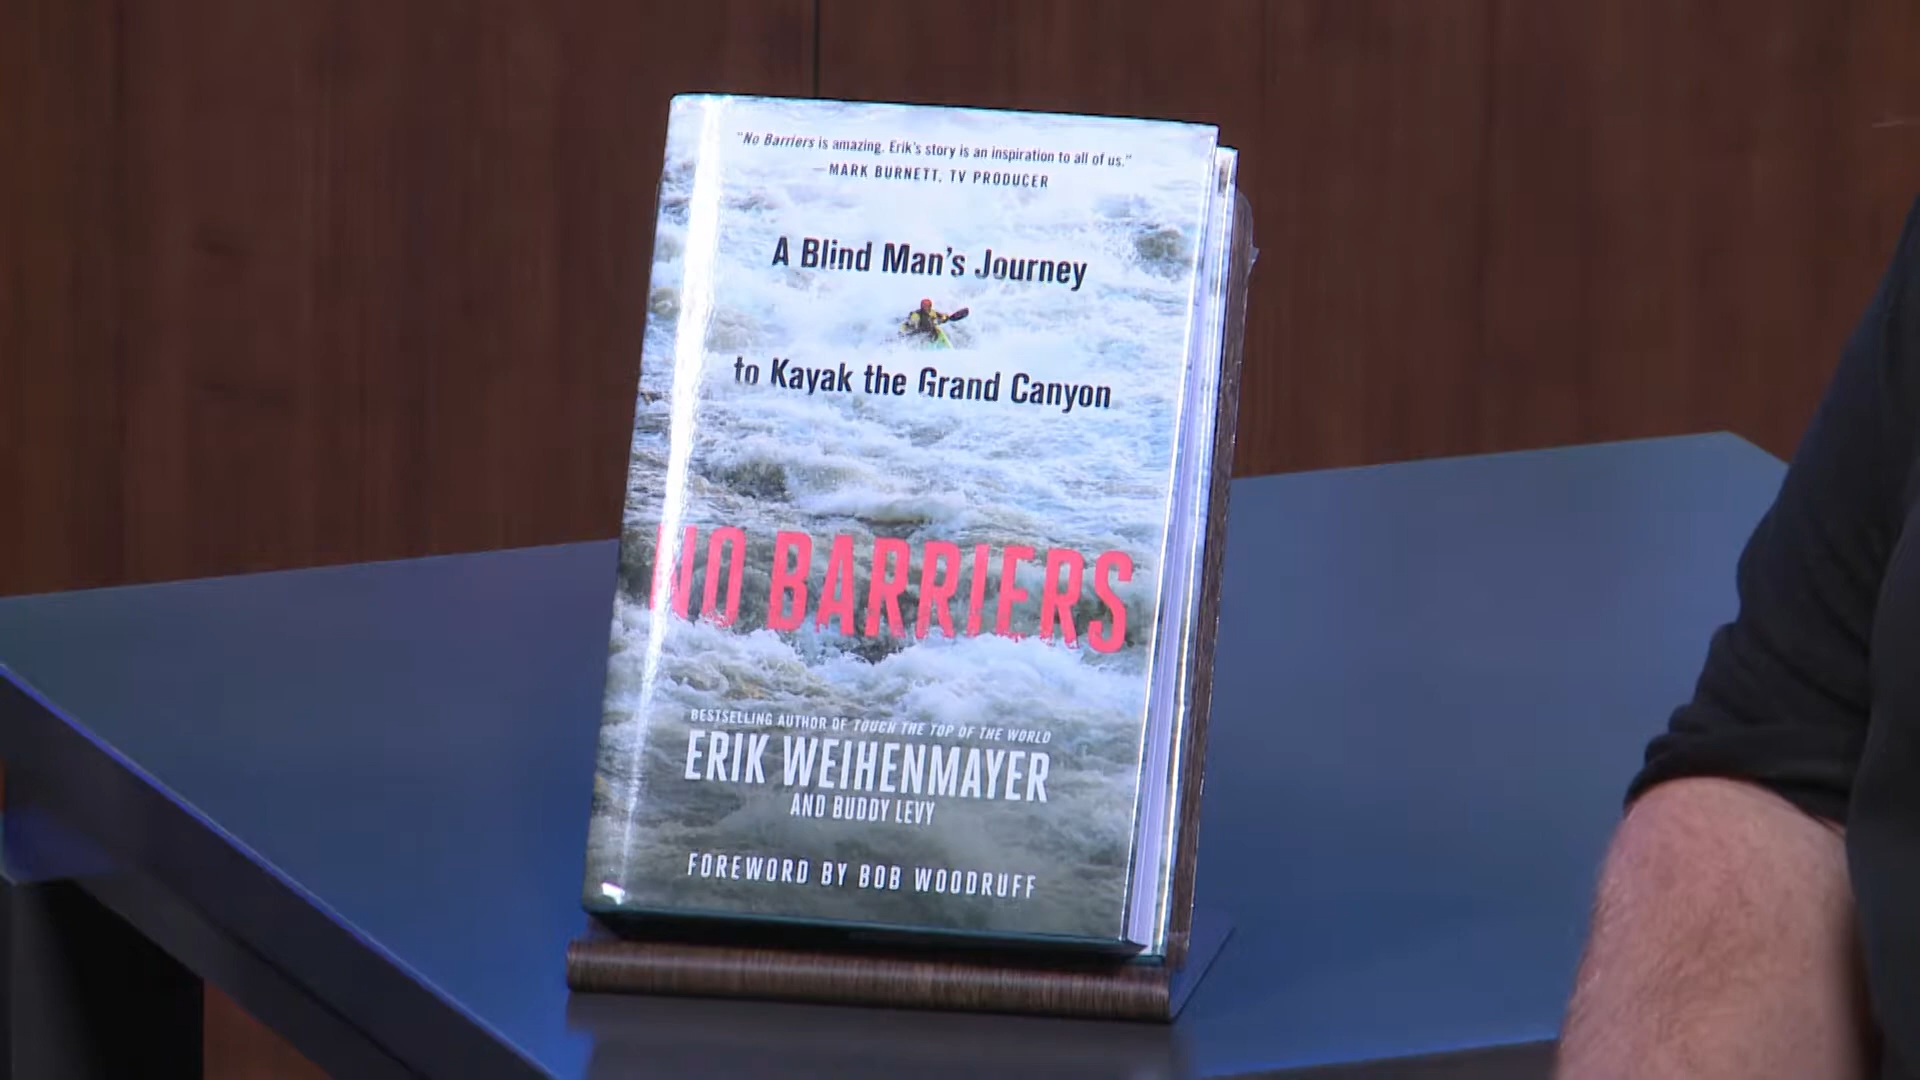 "No Barriers is amazing. Erik's story is an inspiration to all of us."
—MARK BURNETT, TV PRODUCER
A Blind Man's Journey
to Kayak the Grand Canyon
NO BARRIERS
BESTSELLING AUTHOR OF TOUCH THE TOP OF THE WORLD
ERIK WEIHENMAYER
AND BUDDY LEVY
FOREWORD BY BOB WOODRUFF